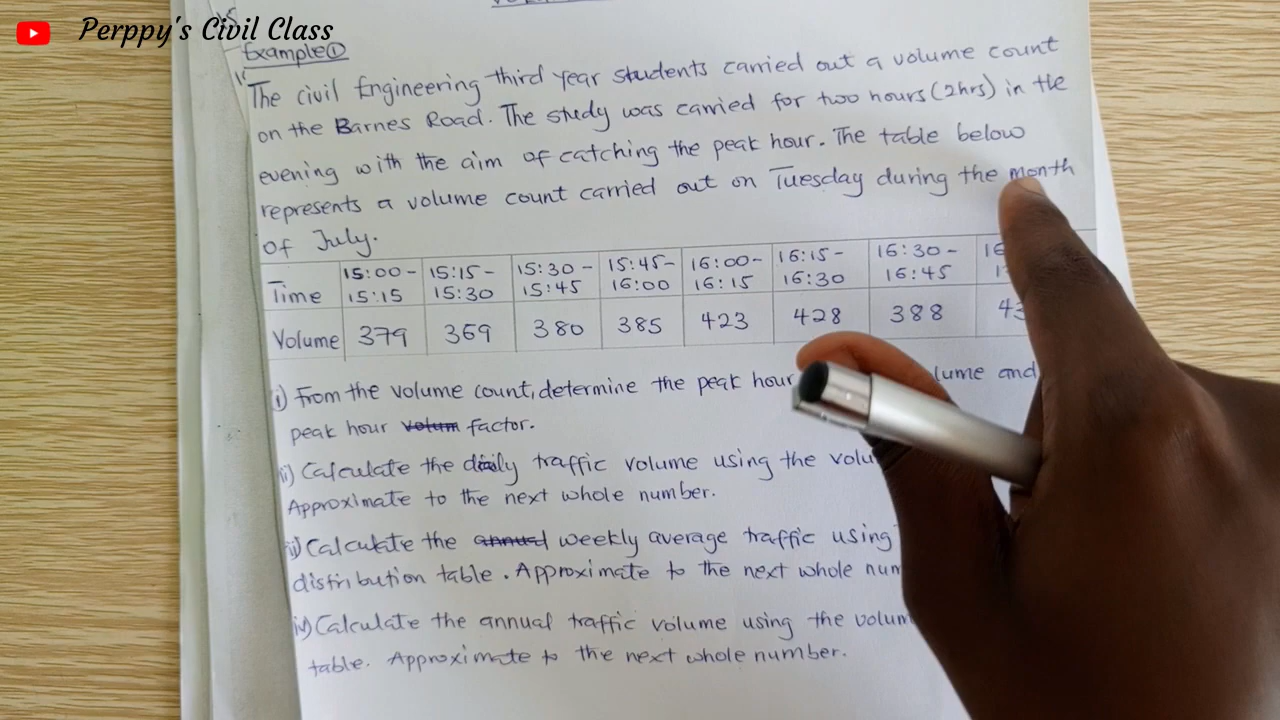 Perppy's Civil Class
Example ①
The civil Engineering third year students carried out a volume count
on the Barnes Road. The study was carried for two hours (2hrs) in the
evening with the aim of catching the peak hour. The table below
represents a volume count carried out on Tuesday during the month
of July.
Time 15:00-15:15 15:15-15:30 15:30-15:45 15:45-16:00 16:00-16:15 16:15-16:30 16:30-16:45
Volume 379 369 380 385 423 428 388
i) From the volume count, determine the peak hour and
peak hour factor.
ii) Calculate the daily traffic volume using the
Approximate to the next whole number.
iii) Calculate the weekly average traffic using
distribution table. Approximate to the next whole
iv) Calculate the annual traffic volume using the
table. Approximate to the next whole number.